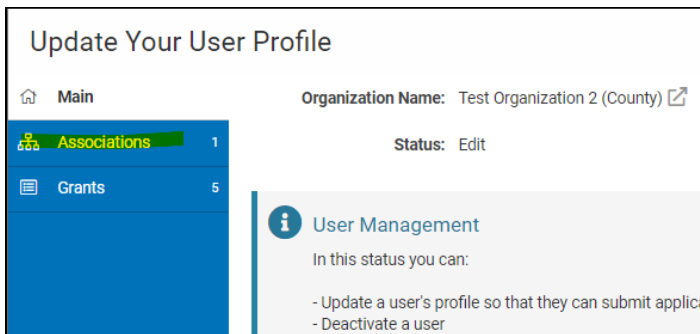 Update Your User Profile
Main
Organization Name: Test Organization 2 (County)
Associations 1
Status: Edit
Grants 5
User Management
In this status you can:
- Update a user's profile so that they can submit
- Deactivate a user